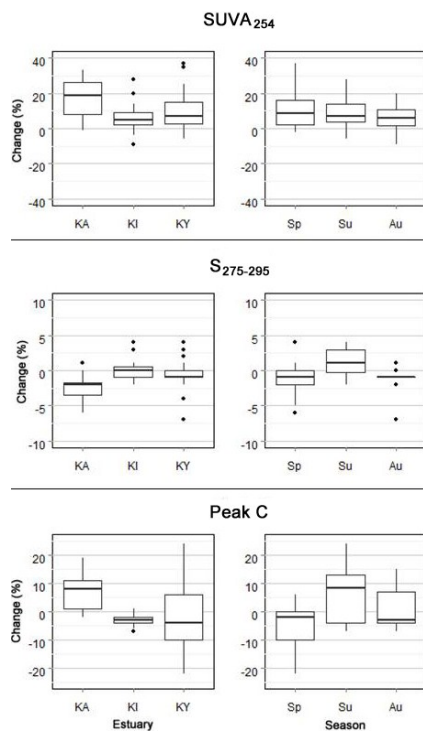 SUVA254
Change (%)
40
20
0
-20
-40
KA KI KY
40
20
0
-20
-40
Sp Su Au
S275-295
Change (%)
10
5
0
-5
-10
KA KI KY
10
5
0
-5
-10
Sp Su Au
Peak C
Change (%)
20
10
0
-10
-20
KA KI KY
Estuary
20
10
0
-10
-20
Sp Su Au
Season